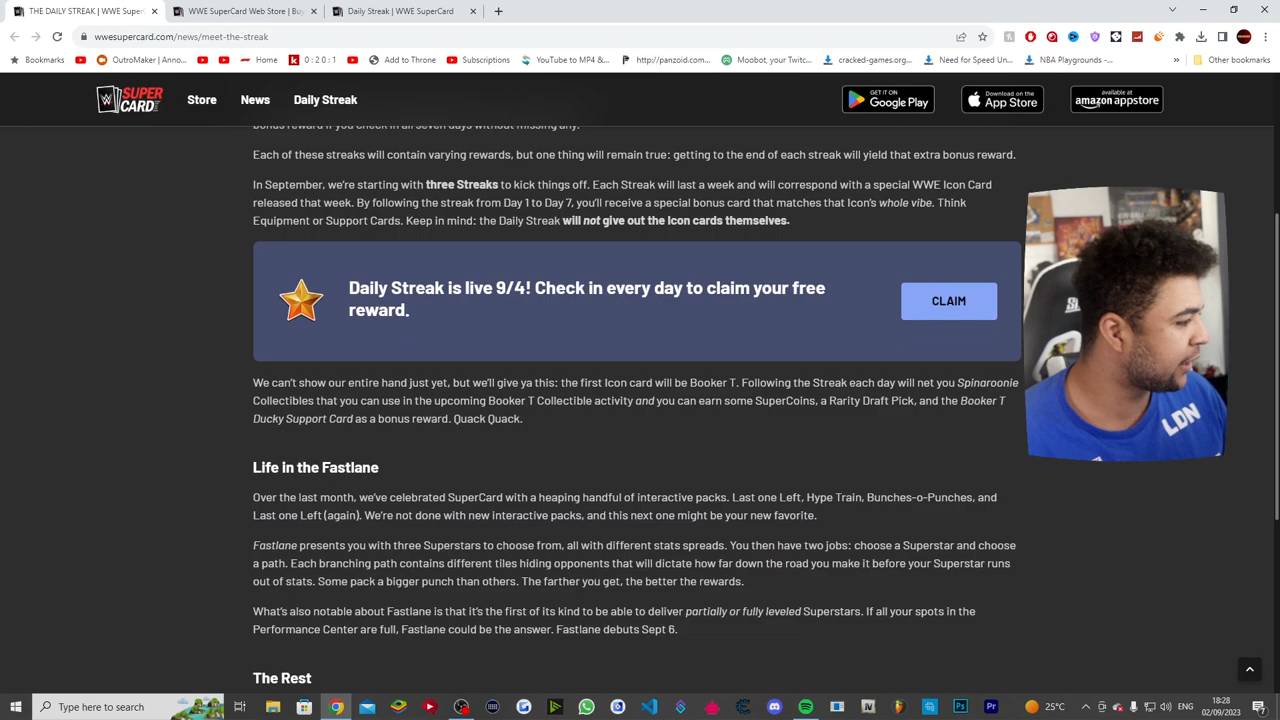 THE DAILY STREAK | WWE SuperC
WWE SuperCard Web Store | Buy
Daily Streak | WWE SuperCard
wwesupercard.com/news/meet-the-streak
Bookmarks
OutroMaker | Anno...
Home
0 : 2 0 : 1
Add to Throne
Subscriptions
YouTube to MP4 &...
http://panzoid.com...
Moobot, your Twitc...
cracked-games.org...
Need for Speed Un...
NBA Playgrounds -...
»
Other bookmarks
W SUPER CARD
Store
News
Daily Streak
GET IT ON Google Play
Download on the App Store
available at amazon appstore
bonus reward if you check in all seven days without missing any.
Each of these streaks will contain varying rewards, but one thing will remain true: getting to the end of each streak will yield that extra bonus reward.
In September, we're starting with three Streaks to kick things off. Each Streak will last a week and will correspond with a special WWE Icon Card
released that week. By following the streak from Day 1 to Day 7, you'll receive a special bonus card that matches that Icon's whole vibe. Think
Equipment or Support Cards. Keep in mind: the Daily Streak will not give out the Icon cards themselves.
Daily Streak is live 9/4! Check in every day to claim your free
reward.
CLAIM
We can't show our entire hand just yet, but we'll give ya this: the first Icon card will be Booker T. Following the Streak each day will net you Spinaroonie
Collectibles that you can use in the upcoming Booker T Collectible activity and you can earn some SuperCoins, a Rarity Draft Pick, and the Booker T
Ducky Support Card as a bonus reward. Quack Quack.
LDN
Life in the Fastlane
Over the last month, we've celebrated SuperCard with a heaping handful of interactive packs. Last one Left, Hype Train, Bunches-o-Punches, and
Last one Left (again). We're not done with new interactive packs, and this next one might be your new favorite.
Fastlane presents you with three Superstars to choose from, all with different stats spreads. You then have two jobs: choose a Superstar and choose
a path. Each branching path contains different tiles hiding opponents that will dictate how far down the road you make it before your Superstar runs
out of stats. Some pack a bigger punch than others. The farther you get, the better the rewards.
What's also notable about Fastlane is that it's the first of its kind to be able to deliver partially or fully leveled Superstars. If all your spots in the
Performance Center are full, Fastlane could be the answer. Fastlane debuts Sept 6.
The Rest
Type here to search
25°C
ENG
18:28
02/09/2023